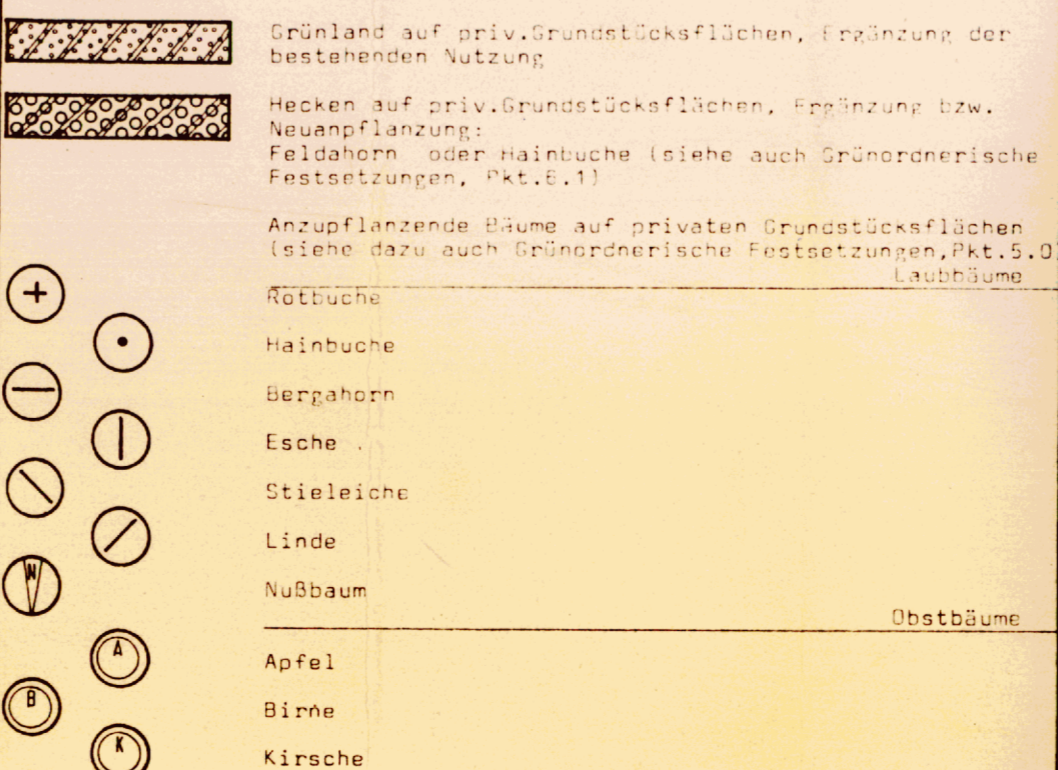 Grünland auf priv.Grundstücksflächen, Ergänzung der
bestehenden Nutzung
Hecken auf priv.Grundstücksflächen, Ergänzung bzw.
Neuanpflanzung:
Feldahorn oder Hainbuche (siehe auch Grünordnerische
Festsetzungen, Pkt.6.1)
Anzupflanzende Bäume auf privaten Grundstücksflächen
(siehe dazu auch Grünordnerische Festsetzungen,Pkt.5.0)
Laubbäume
Rotbuche
Hainbuche
Bergahorn
Esche
Stieleiche
Linde
N Nußbaum
Obstbäume
A Apfel
B Birne
K Kirsche